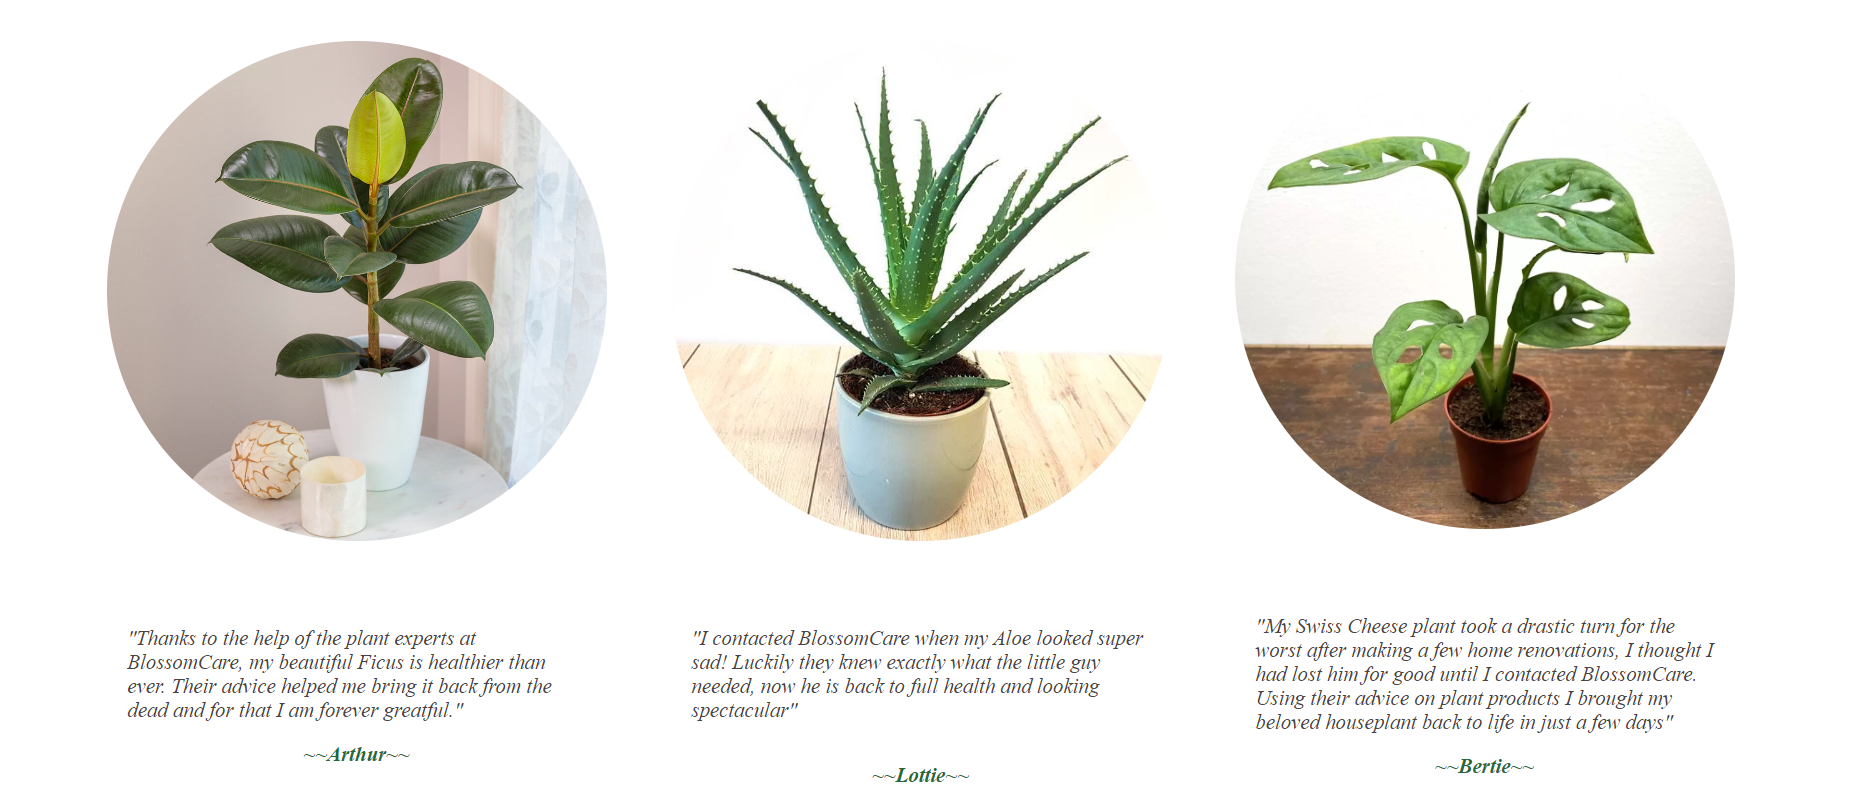 "Thanks to the help of the plant experts at
BlossomCare, my beautiful Ficus is healthier than
ever. Their advice helped me bring it back from the
dead and for that I am forever greatful."
~~Arthur~~
"I contacted BlossomCare when my Aloe looked super
sad! Luckily they knew exactly what the little guy
needed, now he is back to full health and looking
spectacular"
~~Lottie~~
"My Swiss Cheese plant took a drastic turn for the
worst after making a few home renovations, I thought I
had lost him for good until I contacted BlossomCare.
Using their advice on plant products I brought my
beloved houseplant back to life in just a few days"
~~Bertie~~